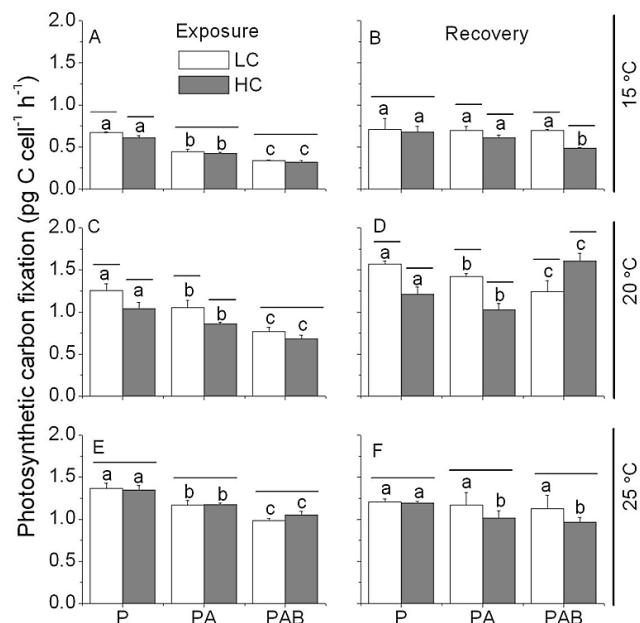 Photosynthetic carbon fixation (pg C cell⁻¹ h⁻¹)
A Exposure
LC
HC
2.0
1.5
1.0
0.5
0.0
a a b b c c
B Recovery
a a a a a b
15 °C
C
2.0
1.5
1.0
0.5
0.0
a a b b c c
D
a a b b c c
20 °C
E
2.0
1.5
1.0
0.5
0.0
a a b b c c
P PA PAB
F
a a a b a b
P PA PAB
25 °C